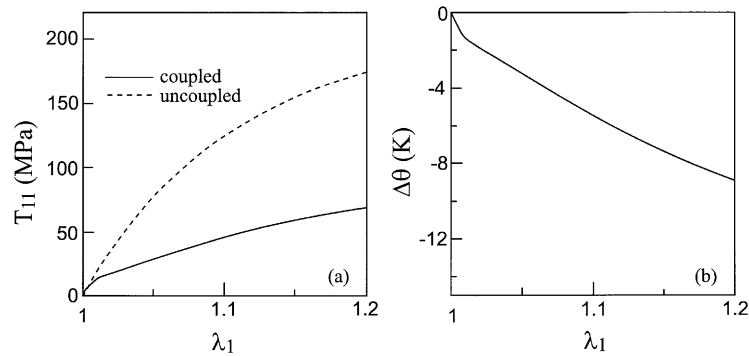 200
150
100
50
0
T11 (MPa)
coupled
uncoupled
(a)
1
1.1
1.2
λ1
0
-4
-8
-12
Δθ (K)
(b)
1
1.1
1.2
λ1